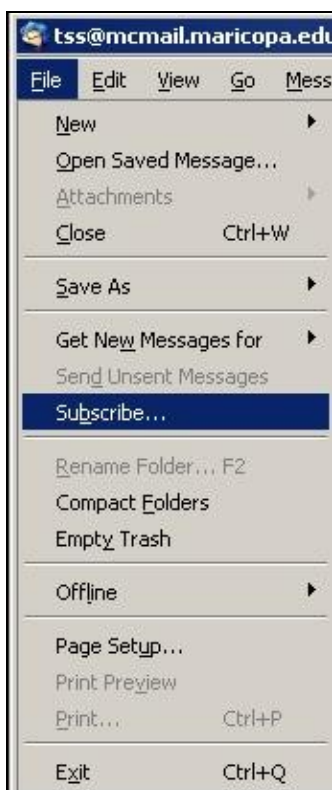 tss@mcmail.maricopa.edu
File Edit View Go Mess
New
Open Saved Message...
Attachments
Close Ctrl+W
Save As
Get New Messages for
Send Unsent Messages
Subscribe...
Rename Folder... F2
Compact Folders
Empty Trash
Offline
Page Setup...
Print Preview
Print... Ctrl+P
Exit Ctrl+Q